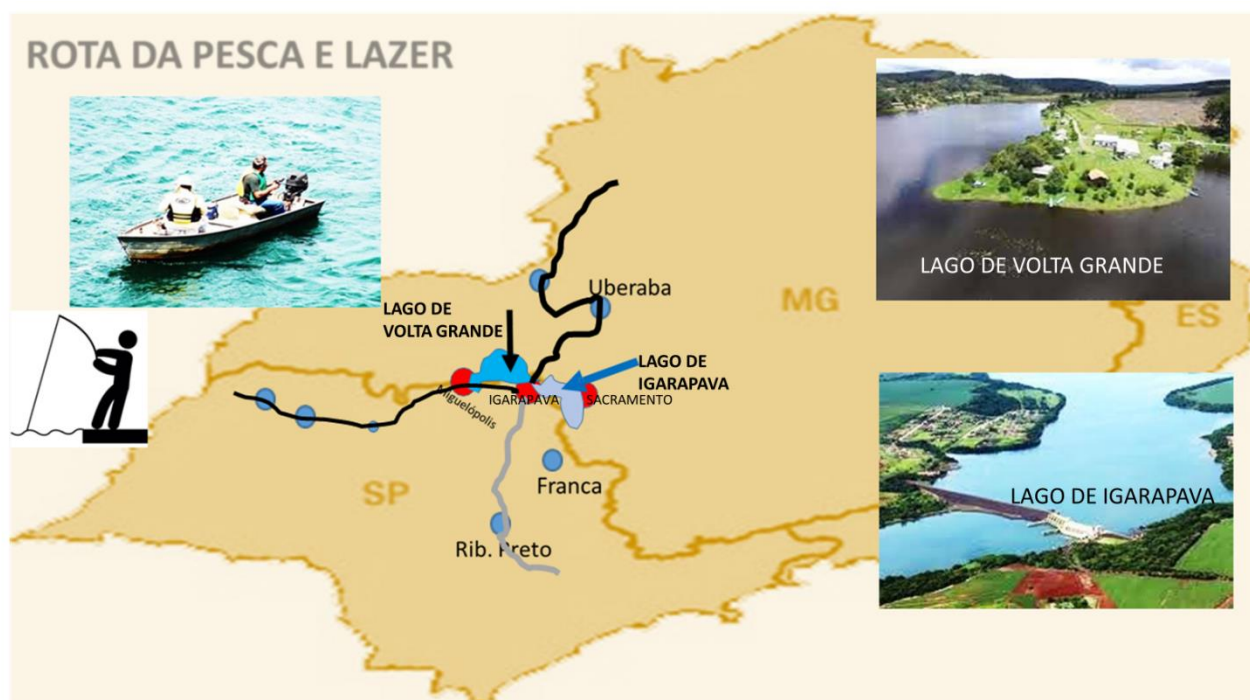 ROTA DA PESCA E LAZER
LAGO DE VOLTA GRANDE
Uberaba
MG
ES
LAGO DE
VOLTA GRANDE
LAGO DE
IGARAPAVA
Miguelópolis
IGARAPAVA
SACRAMENTO
SP
Franca
LAGO DE IGARAPAVA
Rib. Preto